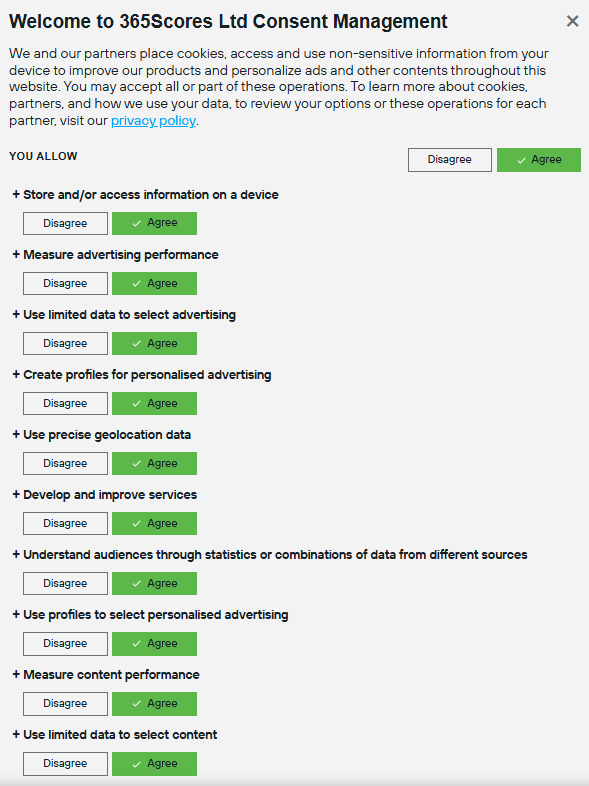 Welcome to 365Scores Ltd Consent Management
We and our partners place cookies, access and use non-sensitive information from your
device to improve our products and personalize ads and other contents throughout this
website. You may accept all or part of these operations. To learn more about cookies,
partners, and how we use your data, to review your options or these operations for each
partner, visit our privacy policy.
YOU ALLOW
Disagree
Agree
+ Store and/or access information on a device
Disagree
Agree
+ Measure advertising performance
Disagree
Agree
+ Use limited data to select advertising
Disagree
Agree
+ Create profiles for personalised advertising
Disagree
Agree
+ Use precise geolocation data
Disagree
Agree
+ Develop and improve services
Disagree
Agree
+ Understand audiences through statistics or combinations of data from different sources
Disagree
Agree
+ Use profiles to select personalised advertising
Disagree
Agree
+ Measure content performance
Disagree
Agree
+ Use limited data to select content
Disagree
Agree